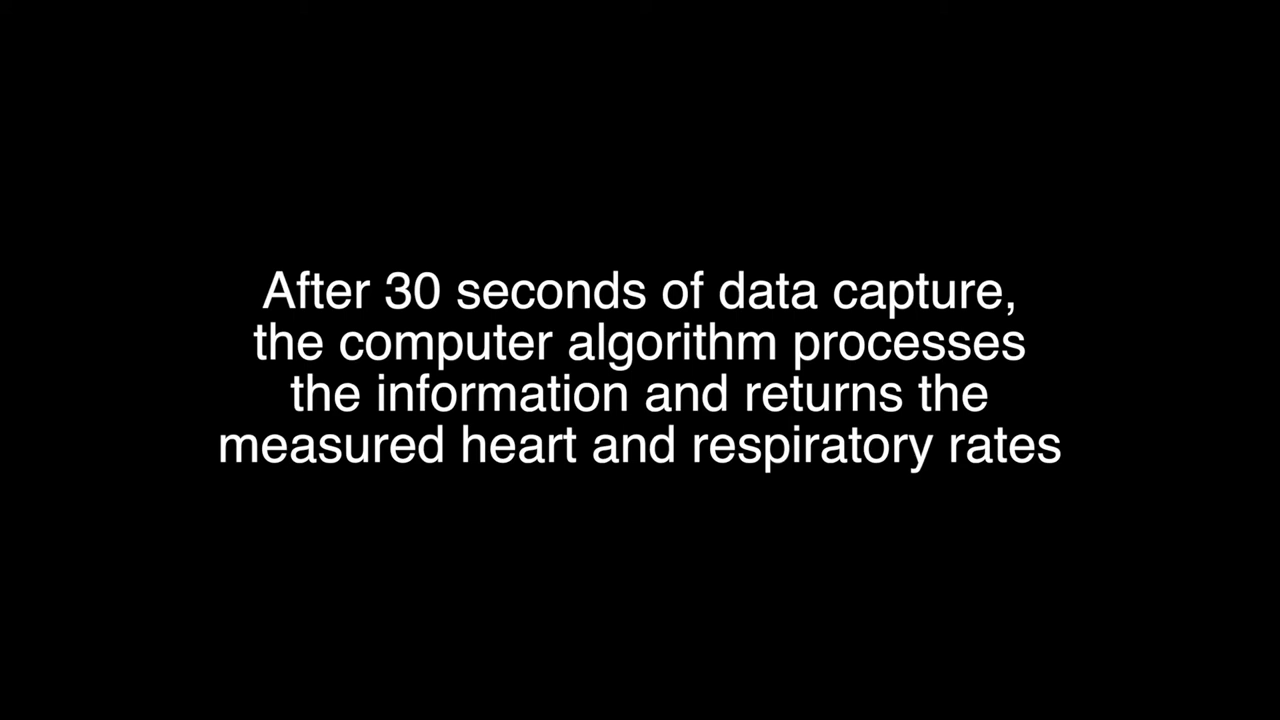 After 30 seconds of data capture,
the computer algorithm processes
the information and returns the
measured heart and respiratory rates